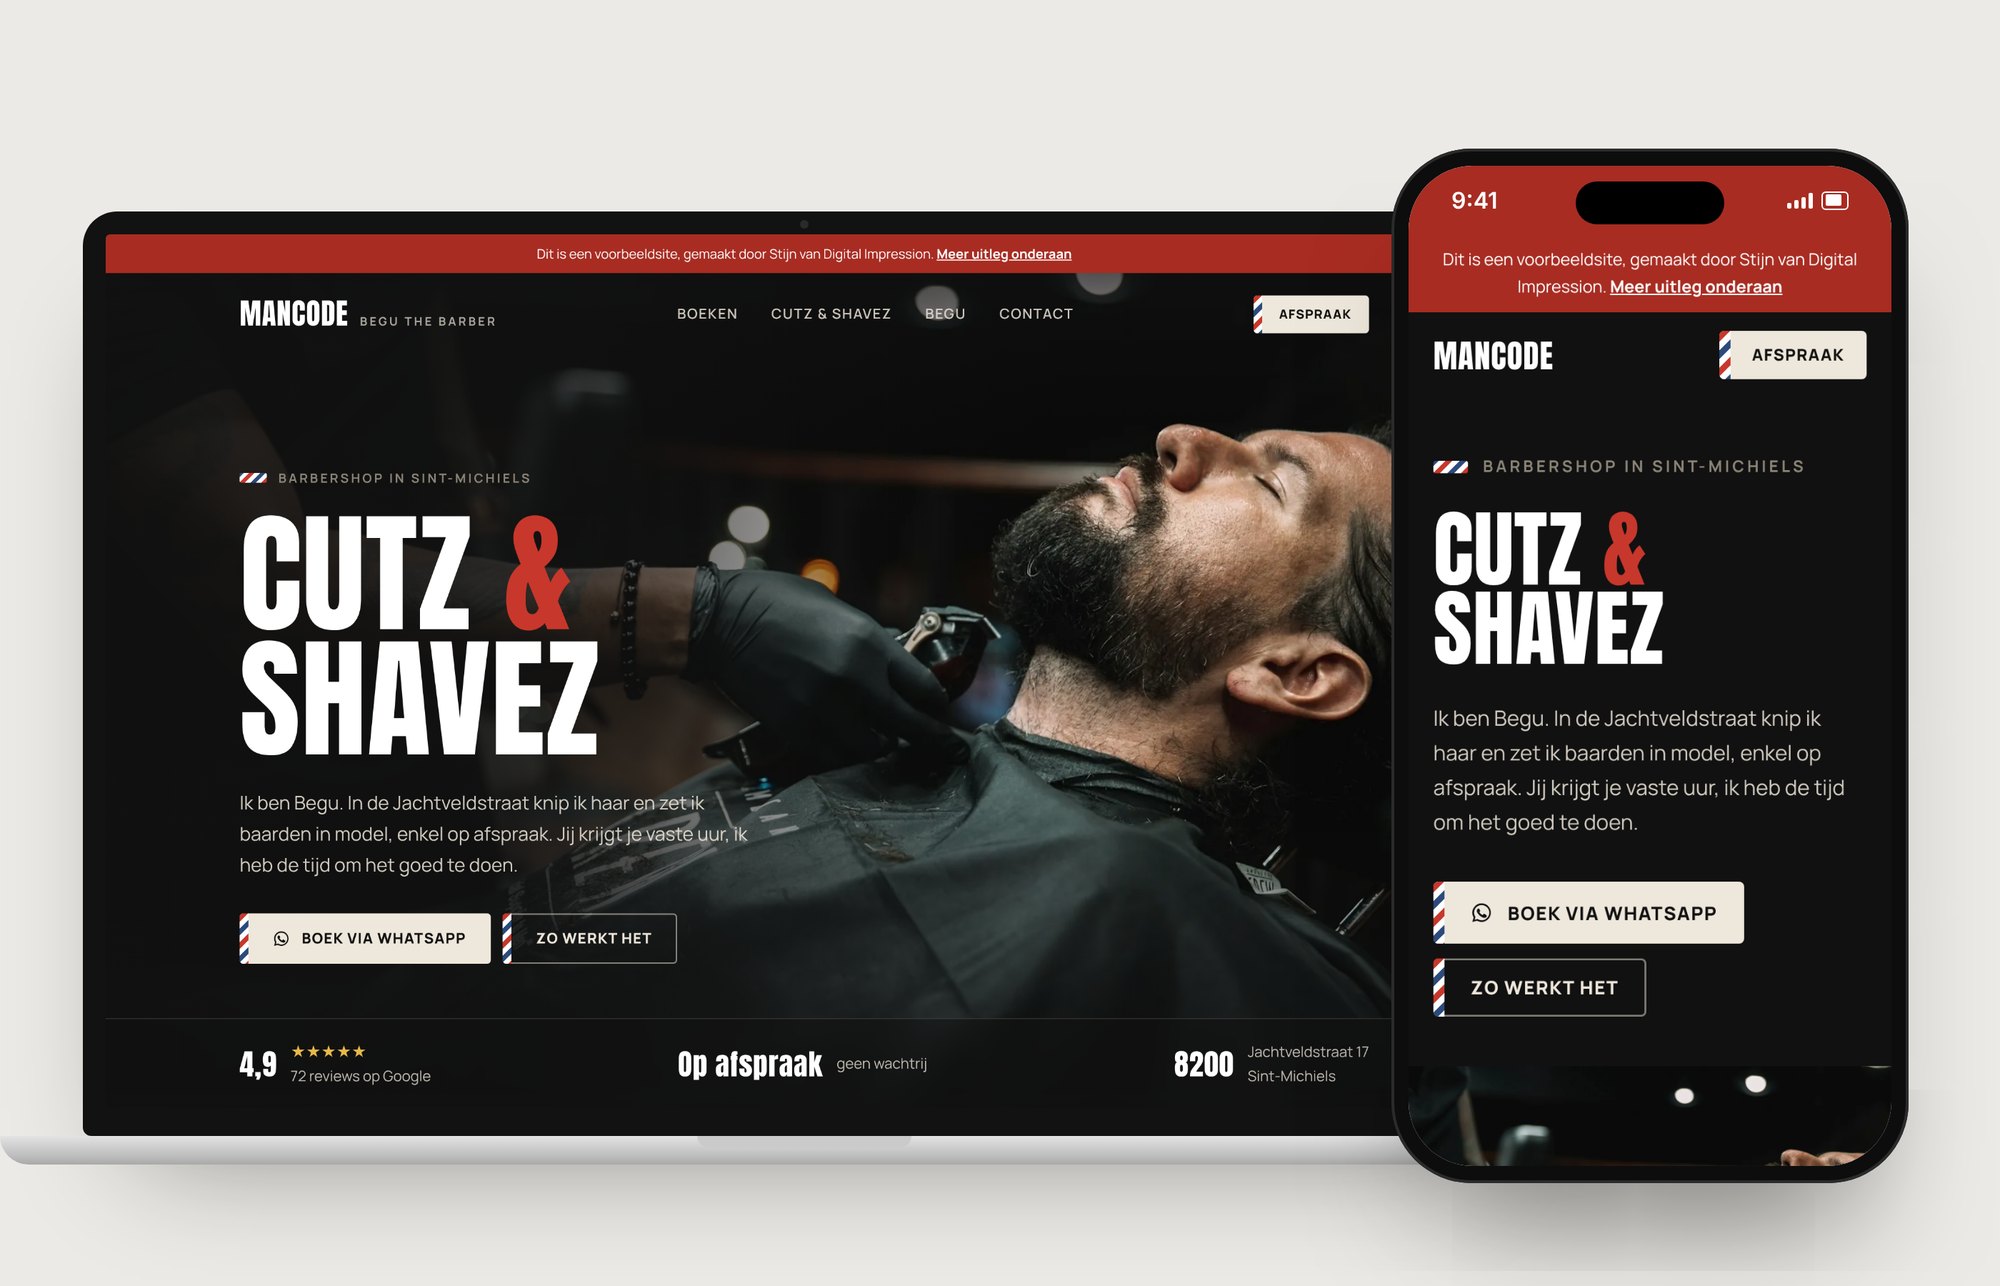 Dit is een voorbeeldsite, gemaakt door Stijn van Digital Impression. Meer uitleg onderaan
MANCODE BEGU THE BARBER
BOEKEN CUTZ & SHAVEZ BEGU CONTACT
AFSPRAAK
BARBERSHOP IN SINT-MICHIELS
CUTZ &
SHAVEZ
Ik ben Begu. In de Jachtveldstraat knip ik haar en zet ik
baarden in model, enkel op afspraak. Jij krijgt je vaste uur, ik
heb de tijd om het goed te doen.
BOEK VIA WHATSAPP
ZO WERKT HET
4,9 ★★★★★
72 reviews op Google
Op afspraak geen wachtrij
8200 Jachtveldstraat 17
Sint-Michiels
9:41
Dit is een voorbeeldsite, gemaakt door Stijn van Digital
Impression. Meer uitleg onderaan
MANCODE
AFSPRAAK
BARBERSHOP IN SINT-MICHIELS
CUTZ &
SHAVEZ
Ik ben Begu. In de Jachtveldstraat knip ik
haar en zet ik baarden in model, enkel op
afspraak. Jij krijgt je vaste uur, ik heb de tijd
om het goed te doen.
BOEK VIA WHATSAPP
ZO WERKT HET